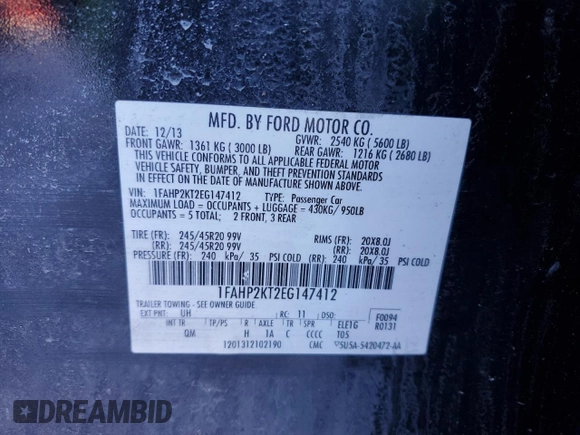 MFD. BY FORD MOTOR CO.
DATE: 12/13 GVWR: 2540 KG ( 5600 LB)
FRONT GAWR: 1361 KG ( 3000 LB) REAR GAWR: 1216 KG ( 2680 LB)
THIS VEHICLE CONFORMS TO ALL APPLICABLE FEDERAL MOTOR
VEHICLE SAFETY, BUMPER, AND THEFT PREVENTION STANDARDS
IN EFFECT ON THE DATE OF MANUFACTURE SHOWN ABOVE.
VIN: 1FAHP2KT2EG147412 TYPE: Passenger Car
MAXIMUM LOAD = OCCUPANTS + LUGGAGE = 430KG/ 950LB
OCCUPANTS = 5 TOTAL; 2 FRONT, 3 REAR
TIRE (FR): 245/45R20 99V RIMS (FR): 20X8.0J
(RR): 245/45R20 99V (RR): 20X8.0J
PRESSURE (FR): 240 kPa/ 35 PSI COLD (RR): 240 kPa/ 35 PSI COLD
1FAHP2KT2EG147412
TRAILER TOWING - SEE OWNER GUIDE
EXT PNT: UH RC: 11 DSO: F0094
R0131
INT TR TP/PS R AXLE TR SPR ELE1G
QM H 1A C CCCC T05
1201312102190 CMC 5U5A-5420472-AA
DREAMBID